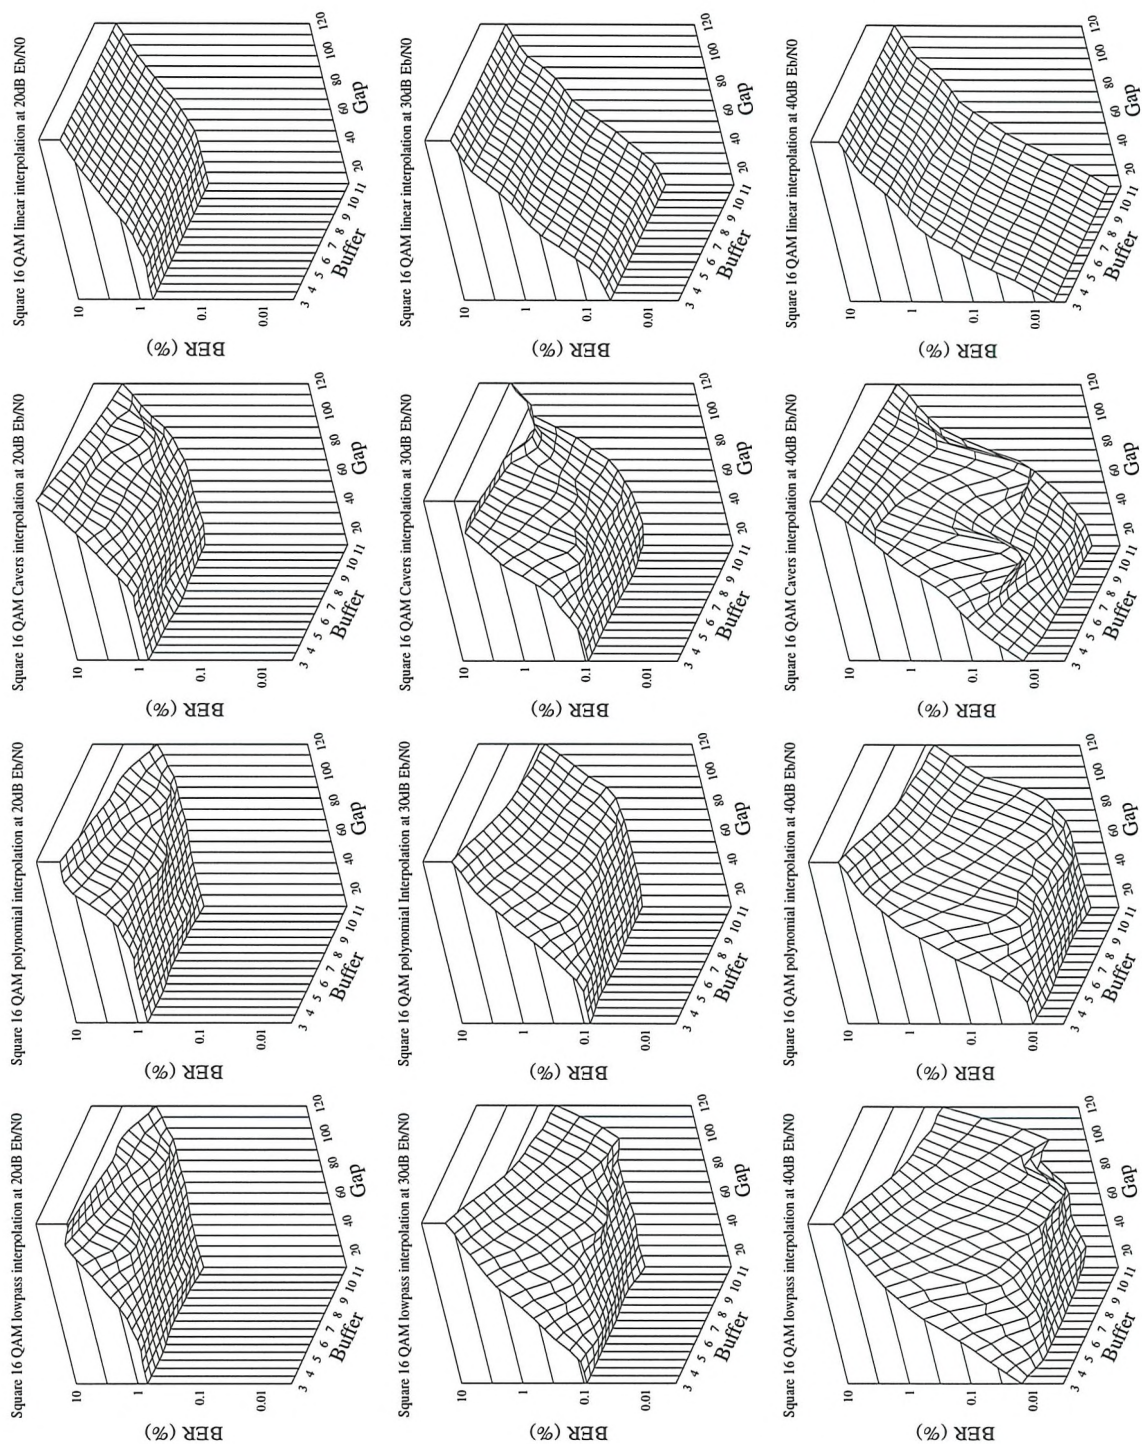 Square 16 QAM lowpass interpolation at 20dB Eb/N0
10
1
0.1
0.01
BER (%)
3 4 5 6 7 8 9 10 11
Buffer
20 40 60 80 100 120
Gap
Square 16 QAM polynomial interpolation at 20dB Eb/N0
10
1
0.1
0.01
BER (%)
3 4 5 6 7 8 9 10 11
Buffer
20 40 60 80 100 120
Gap
Square 16 QAM Cavers interpolation at 20dB Eb/N0
10
1
0.1
0.01
BER (%)
3 4 5 6 7 8 9 10 11
Buffer
20 40 60 80 100 120
Gap
Square 16 QAM linear interpolation at 20dB Eb/N0
10
1
0.1
0.01
BER (%)
3 4 5 6 7 8 9 10 11
Buffer
20 40 60 80 100 120
Gap
Square 16 QAM lowpass interpolation at 30dB Eb/N0
10
1
0.1
0.01
BER (%)
3 4 5 6 7 8 9 10 11
Buffer
20 40 60 80 100 120
Gap
Square 16 QAM polynomial Interpolation at 30dB Eb/N0
10
1
0.1
0.01
BER (%)
3 4 5 6 7 8 9 10 11
Buffer
20 40 60 80 100 120
Gap
Square 16 QAM Cavers interpolation at 30dB Eb/N0
10
1
0.1
0.01
BER (%)
3 4 5 6 7 8 9 10 11
Buffer
20 40 60 80 100 120
Gap
Square 16 QAM linear interpolation at 30dB Eb/N0
10
1
0.1
0.01
BER (%)
3 4 5 6 7 8 9 10 11
Buffer
20 40 60 80 100 120
Gap
Square 16 QAM lowpass interpolation at 40dB Eb/N0
10
1
0.1
0.01
BER (%)
3 4 5 6 7 8 9 10 11
Buffer
20 40 60 80 100 120
Gap
Square 16 QAM polynomial interpolation at 40dB Eb/N0
10
1
0.1
0.01
BER (%)
3 4 5 6 7 8 9 10 11
Buffer
20 40 60 80 100 120
Gap
Square 16 QAM Cavers interpolation at 40dB Eb/N0
10
1
0.1
0.01
BER (%)
3 4 5 6 7 8 9 10 11
Buffer
20 40 60 80 100 120
Gap
Square 16 QAM linear interpolation at 40dB Eb/N0
10
1
0.1
0.01
BER (%)
3 4 5 6 7 8 9 10 11
Buffer
20 40 60 80 100 120
Gap